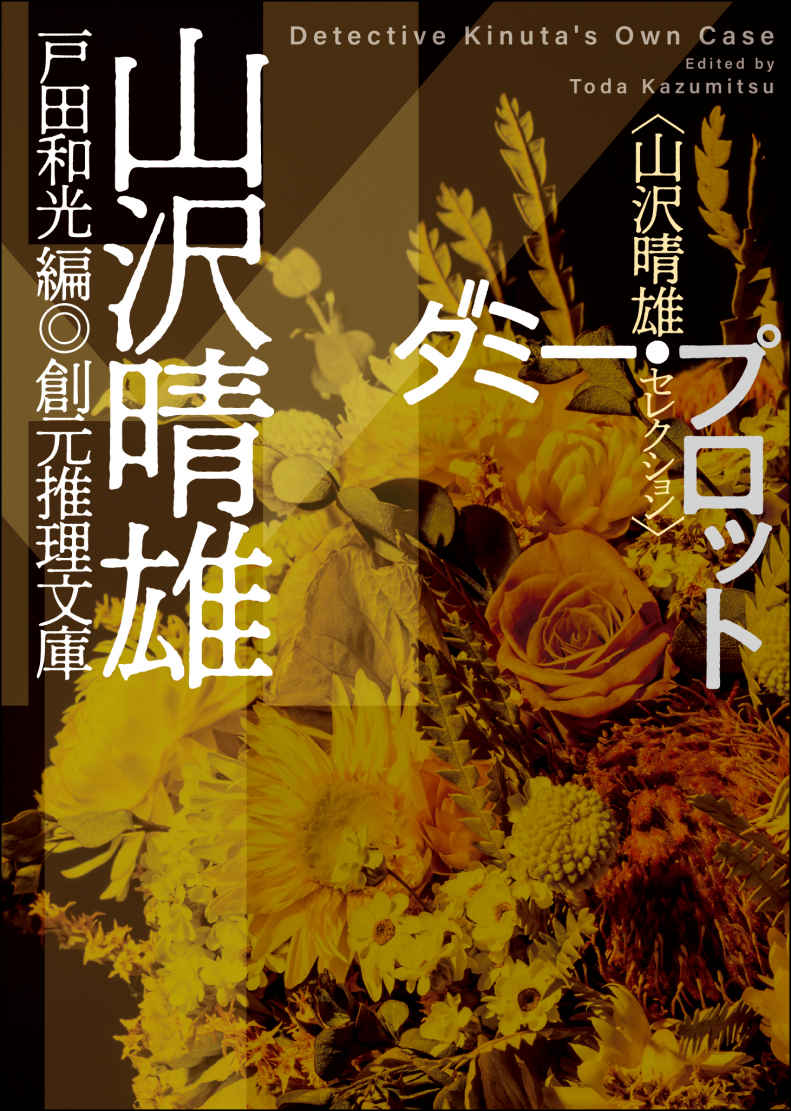 Detective Kinuta's Own Case
Edited by
Toda Kazumitsu
〈山沢晴雄セレクション〉
ダミー・プロット
山沢晴雄
戸田和光 編◎創元推理文庫